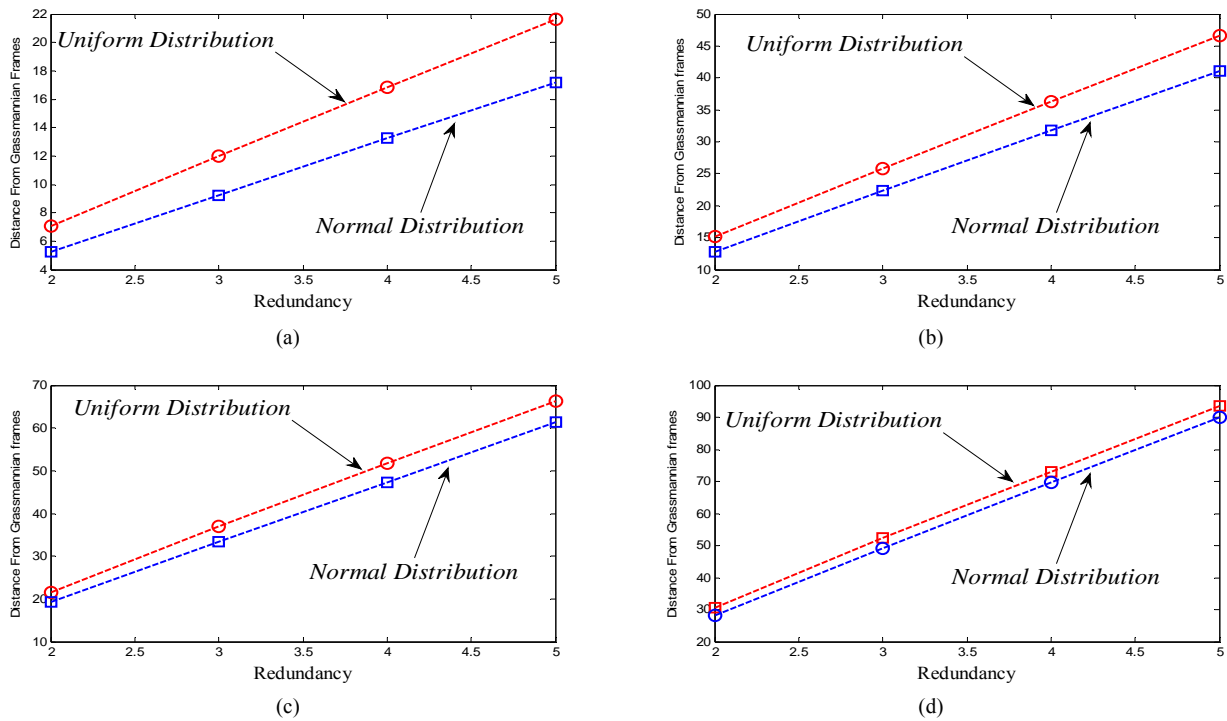 22
20
18
16
14
12
10
8
6
4
Distance From Grassmannian Frames
Uniform Distribution
Normal Distribution
2 2.5 3 3.5 4 4.5 5
Redundancy
(a)
50
45
40
35
30
25
20
15
10
Distance From Grassmannian frames
Uniform Distribution
Normal Distribution
2 2.5 3 3.5 4 4.5 5
Redundancy
(b)
70
60
50
40
30
20
10
Distance From Grassmannian frames
Uniform Distribution
Normal Distribution
2 2.5 3 3.5 4 4.5 5
Redundancy
(c)
100
90
80
70
60
50
40
30
20
Distance From Grassmannian frames
Uniform Distribution
Normal Distribution
2 2.5 3 3.5 4 4.5 5
Redundancy
(d)